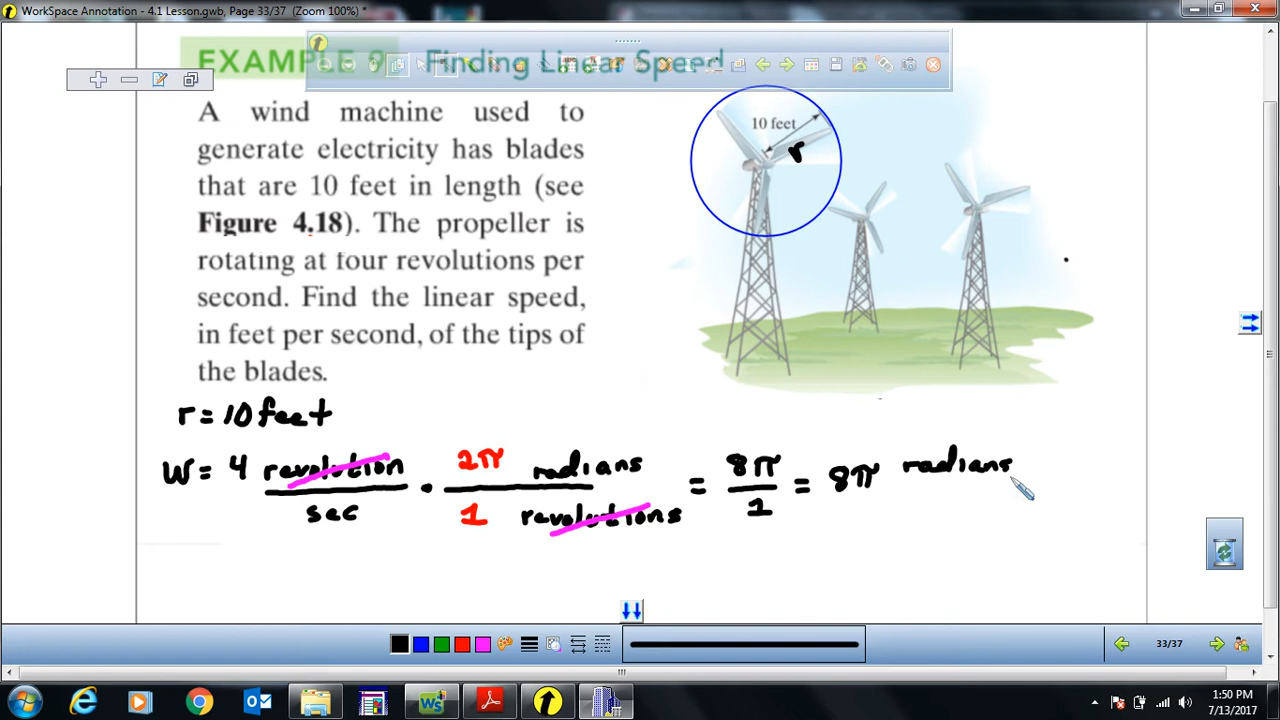 WorkSpace Annotation - 4.1 Lesson.gwb, Page 33/37 (Zoom 100%) *
EXAMPLE 9 Finding Linear Speed
A wind machine used to
generate electricity has blades
that are 10 feet in length (see
Figure 4.18). The propeller is
rotating at four revolutions per
second. Find the linear speed,
in feet per second, of the tips of
the blades.
10 feet
r
r = 10 feet
W = 4 revolution / sec · 2π radians / 1 revolutions = 8π / 1 = 8π radians
33/37
1:50 PM
7/13/2017